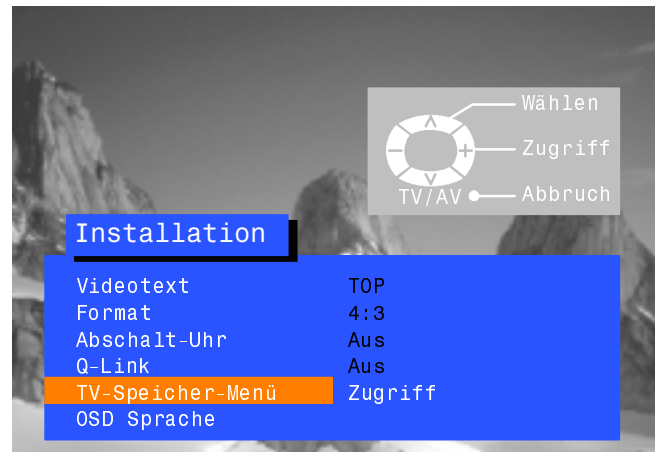 Wählen
Zugriff
TV/AV Abbruch
Installation
Videotext TOP
Format 4:3
Abschalt-Uhr Aus
Q-Link Aus
TV-Speicher-Menü Zugriff
OSD Sprache